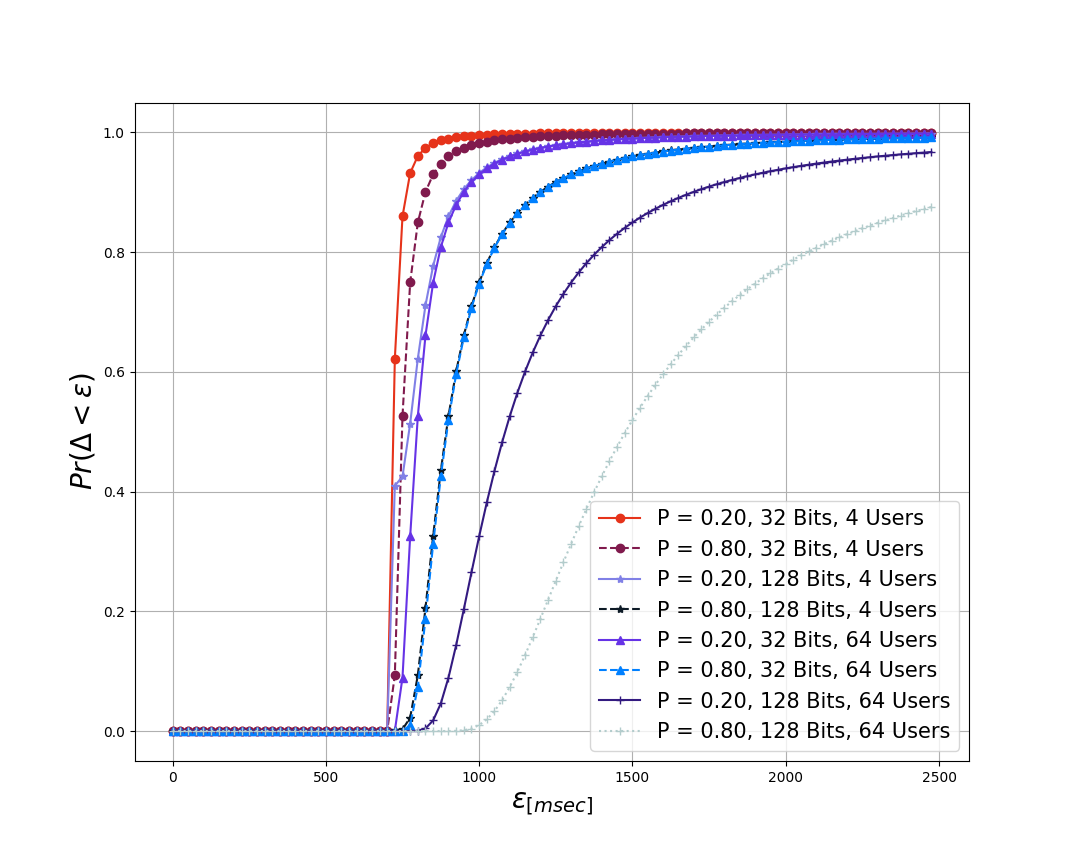 1.0
0.8
0.6
0.4
0.2
0.0
Pr(Δ < ε)
P = 0.20, 32 Bits, 4 Users
P = 0.80, 32 Bits, 4 Users
P = 0.20, 128 Bits, 4 Users
P = 0.80, 128 Bits, 4 Users
P = 0.20, 32 Bits, 64 Users
P = 0.80, 32 Bits, 64 Users
P = 0.20, 128 Bits, 64 Users
P = 0.80, 128 Bits, 64 Users
0 500 1000 1500 2000 2500
ε[msec]